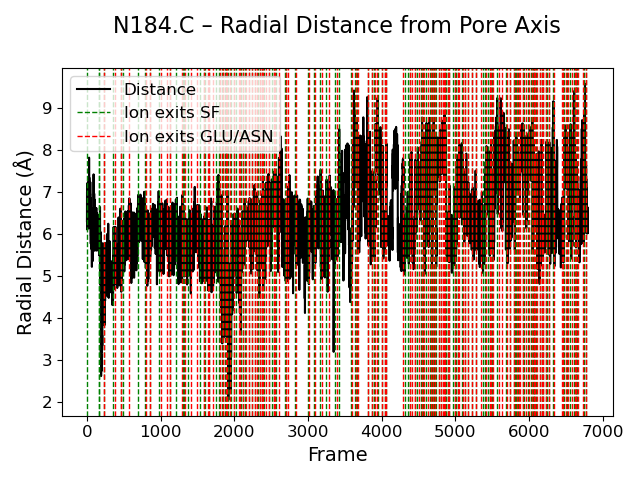 N184.C – Radial Distance from Pore Axis
Distance
Ion exits SF
Ion exits GLU/ASN
Radial Distance (Å)
9
8
7
6
5
4
3
2
0
1000
2000
3000
4000
5000
6000
7000
Frame